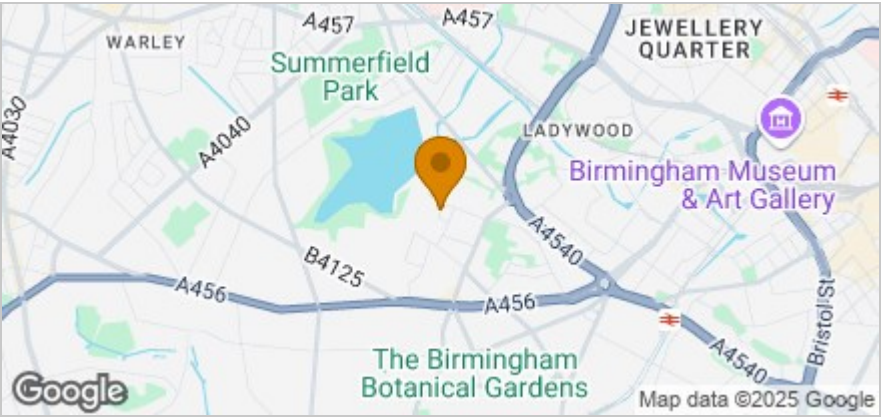 A457
A457
WARLEY
JEWELLERY
QUARTER
Summerfield
Park
A4030
A4040
LADYWOOD
Birmingham Museum
& Art Gallery
A4540
B4125
A456
A456
Bristol St
A4540
The Birmingham
Botanical Gardens
Google
Map data ©2025 Google